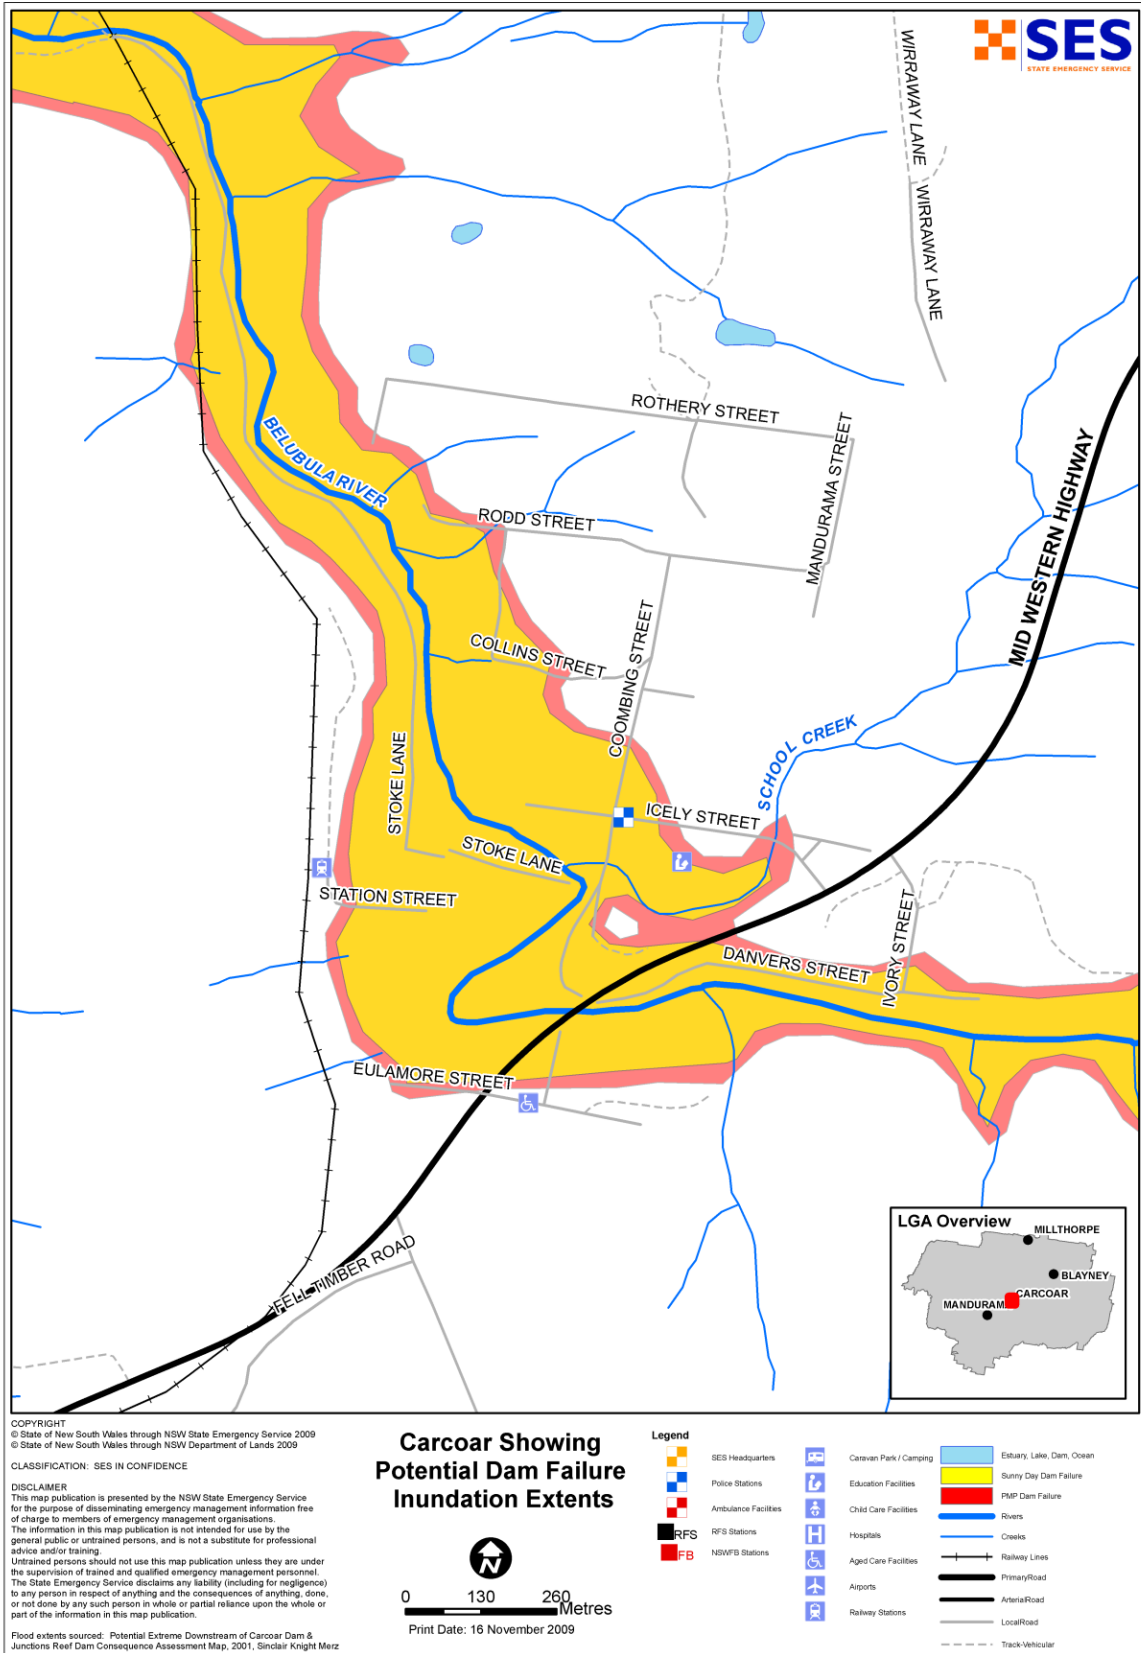 SES
STATE EMERGENCY SERVICE
WIRRAWAY LANE
WIRRAWAY LANE
ROTHERY STREET
MANDURAMA STREET
MID WESTERN HIGHWAY
BELUBULA RIVER
RODD STREET
COLLINS STREET
COOMBING STREET
SCHOOL CREEK
STOKE LANE
ICELY STREET
STOKE LANE
STATION STREET
DANVERS STREET
IVORY STREET
EULAMORE STREET
FELL TIMBER ROAD
LGA Overview
MILLTHORPE
BLAYNEY
CARCOAR
MANDURAM
COPYRIGHT
© State of New South Wales through NSW State Emergency Service 2009
© State of New South Wales through NSW Department of Lands 2009
CLASSIFICATION: SES IN CONFIDENCE
DISCLAIMER
This map publication is presented by the NSW State Emergency Service
for the purpose of disseminating emergency management information free
of charge to members of emergency management organisations.
The information in this map publication is not intended for use by the
general public or untrained persons, and is not a substitute for professional
advice and/or training.
Untrained persons should not use this map publication unless they are under
the supervision of trained and qualified emergency management personnel.
The State Emergency Service disclaims any liability (including for negligence)
to any person in respect of anything and the consequences of anything, done,
or not done by any such person in whole or partial reliance upon the whole or
part of the information in this map publication.
Flood extents sourced: Potential Extreme Downstream of Carcoar Dam &
Junctions Reef Dam Consequence Assessment Map, 2001, Sinclair Knight Merz
Carcoar Showing
Potential Dam Failure
Inundation Extents
N
0 130 260
Metres
Print Date: 16 November 2009
Legend
SES Headquarters
Police Stations
Ambulance Facilities
RFS RFS Stations
FB NSWFB Stations
Caravan Park / Camping
Education Facilities
Child Care Facilities
H Hospitals
Aged Care Facilities
Airports
Railway Stations
Estuary, Lake, Dam, Ocean
Sunny Day Dam Failure
PMP Dam Failure
Rivers
Creeks
Railway Lines
PrimaryRoad
ArterialRoad
LocalRoad
Track-Vehicular